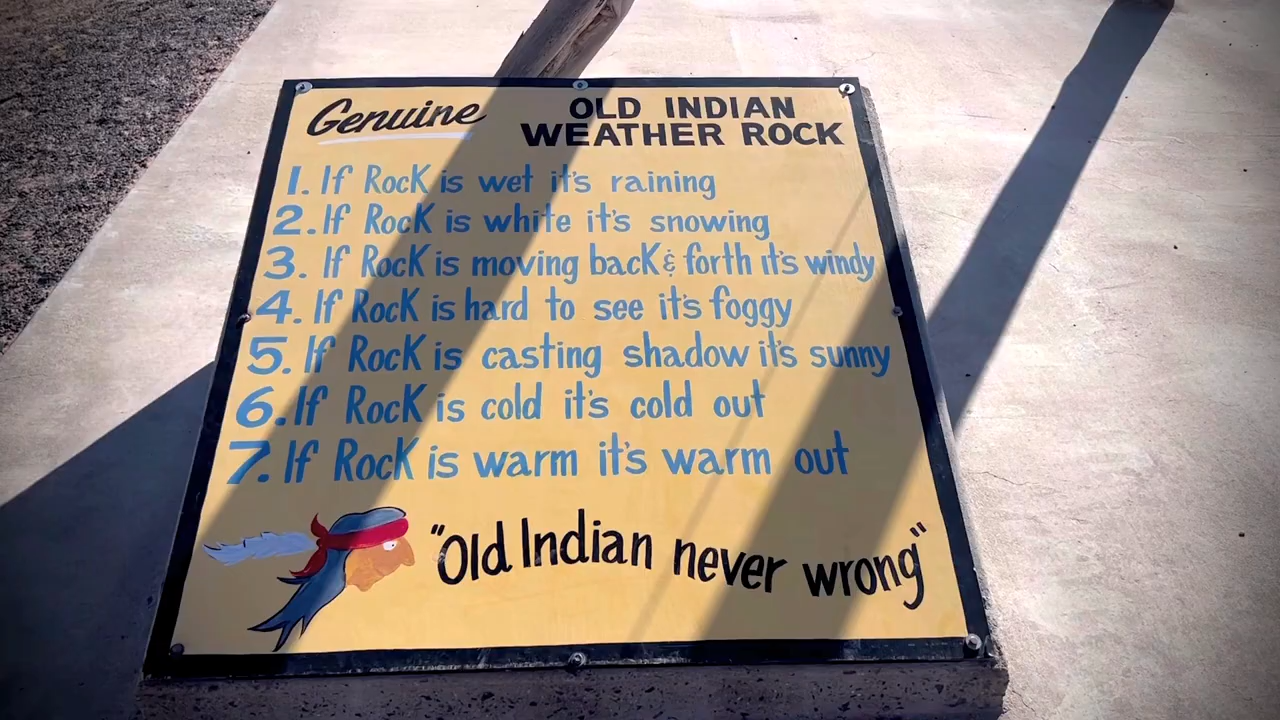 Genuine OLD INDIAN
WEATHER ROCK
1. If Rock is wet it's raining
2. If Rock is white it's snowing
3. If Rock is moving back & forth it's windy
4. If Rock is hard to see it's foggy
5. If Rock is casting shadow it's sunny
6. If Rock is cold it's cold out
7. If Rock is warm it's warm out
"Old Indian never wrong"